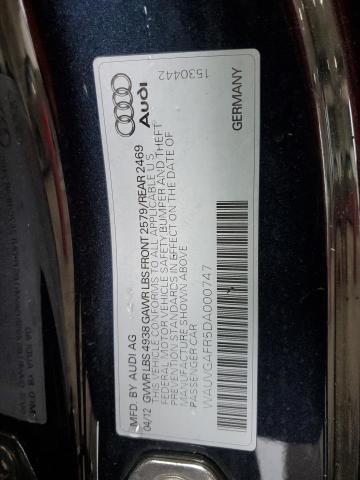 Audi
1530442
MFD. BY AUDI AG
04/12 GVWR LBS 4938 GAWR LBS FRONT 2579/REAR 2469
THIS VEHICLE CONFORMS TO ALL APPLICABLE U.S.
FEDERAL MOTOR VEHICLE SAFETY BUMPER AND THEFT
PREVENTION STANDARDS IN EFFECT ON THE DATE OF
MANUFACTURE SHOWN ABOVE
PASSENGER CAR
WAUVGAFR5DA000747
GERMANY